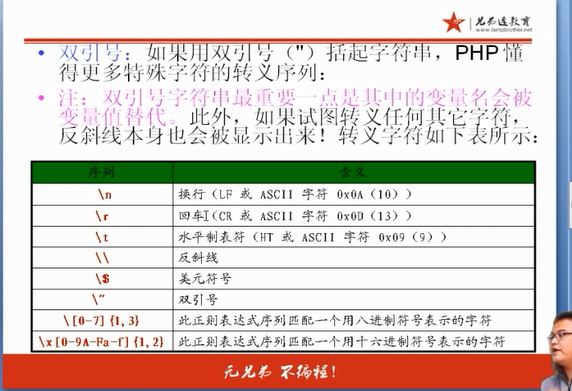 兄弟连教育
www.lampbrother.net
• 双引号：如果用双引号（"）括起字符串，PHP懂
得更多特殊字符的转义序列：
• 注：双引号字符串最重要一点是其中的变量名会被
变量值替代。此外，如果试图转义任何其它字符，
反斜线本身也会被显示出来！转义字符如下表所示：
序列 含义
\n 换行（LF 或 ASCII 字符 0x0A（10））
\r 回车（CR 或 ASCII 字符 0x0D（13））
\t 水平制表符（HT 或 ASCII 字符 0x09（9））
\\ 反斜线
\$ 美元符号
\" 双引号
\[0-7]{1,3} 此正则表达式序列匹配一个用八进制符号表示的字符
\x[0-9A-Fa-f]{1,2} 此正则表达式序列匹配一个用十六进制符号表示的字符
无兄弟 不编程！